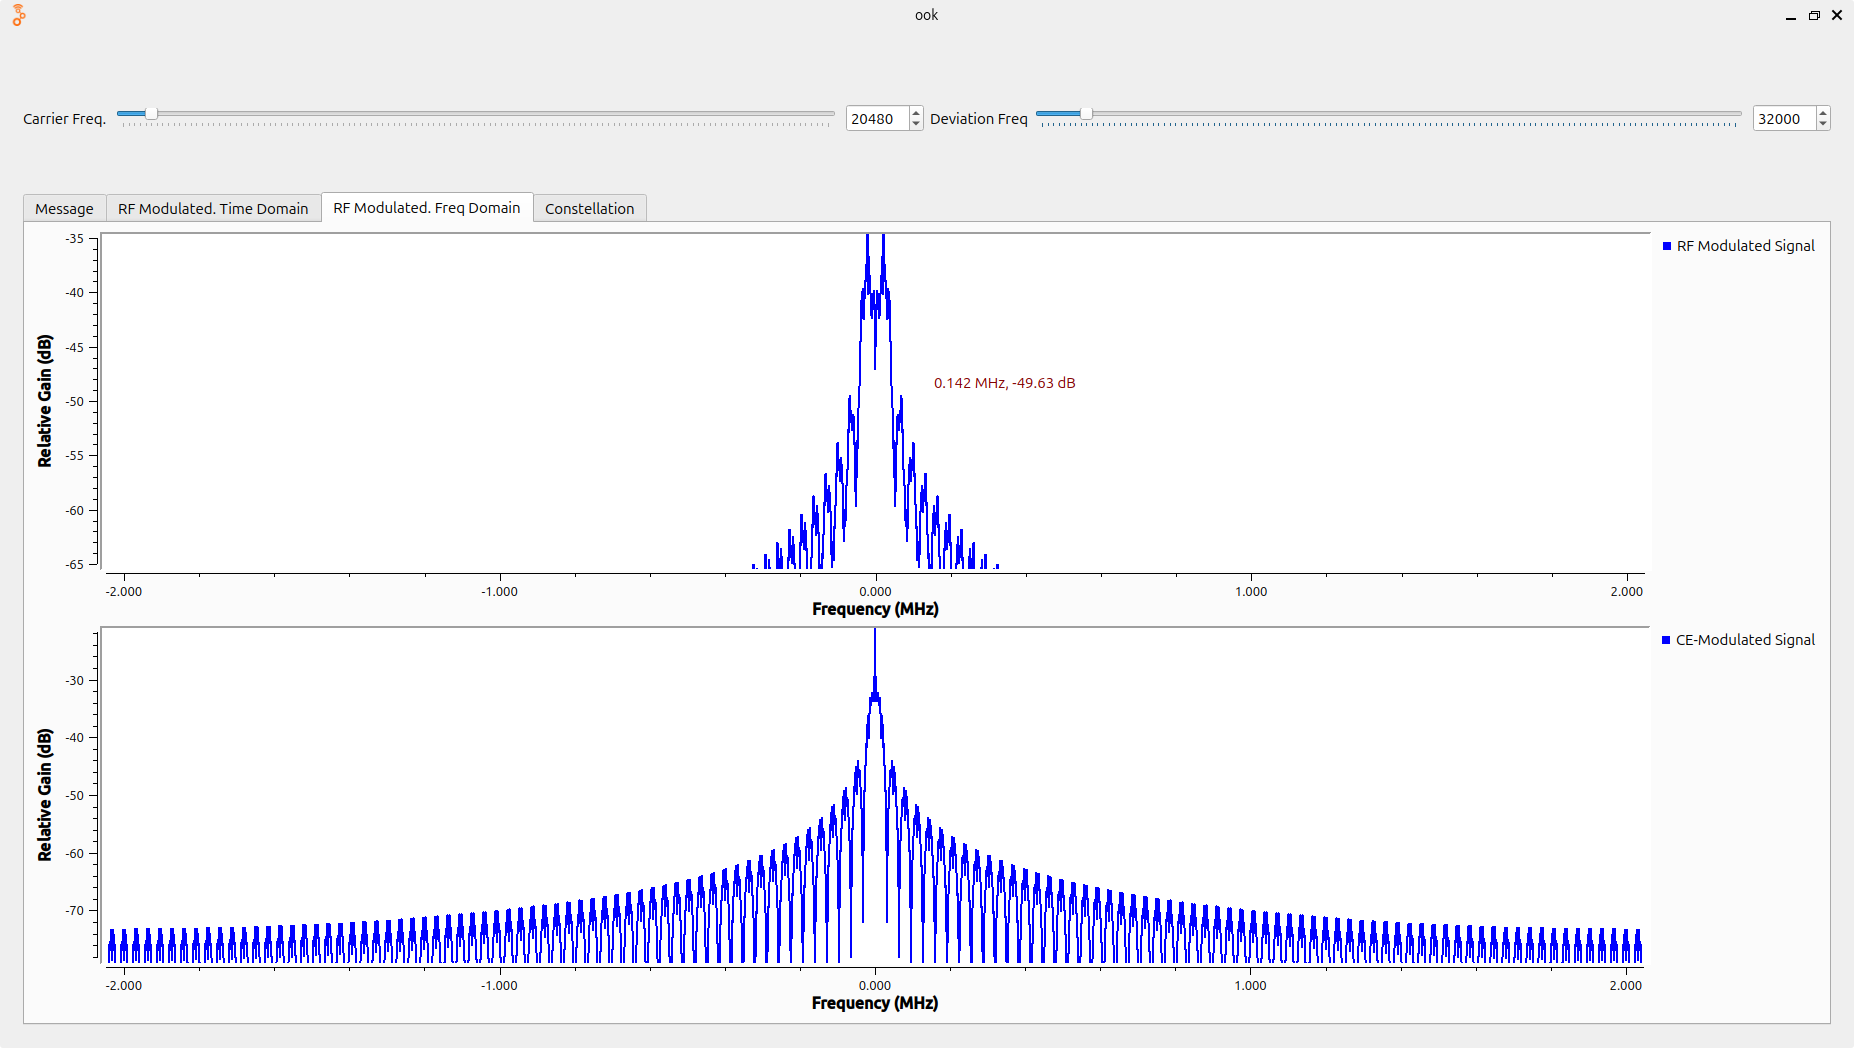 ook
Carrier Freq. 20480 Deviation Freq 32000
Message RF Modulated. Time Domain RF Modulated. Freq Domain Constellation
RF Modulated Signal
Relative Gain (dB)
-35
-40
-45
-50
-55
-60
-65
0.142 MHz, -49.63 dB
-2.000 -1.000 0.000 1.000 2.000
Frequency (MHz)
CE-Modulated Signal
Relative Gain (dB)
-30
-40
-50
-60
-70
-2.000 -1.000 0.000 1.000 2.000
Frequency (MHz)